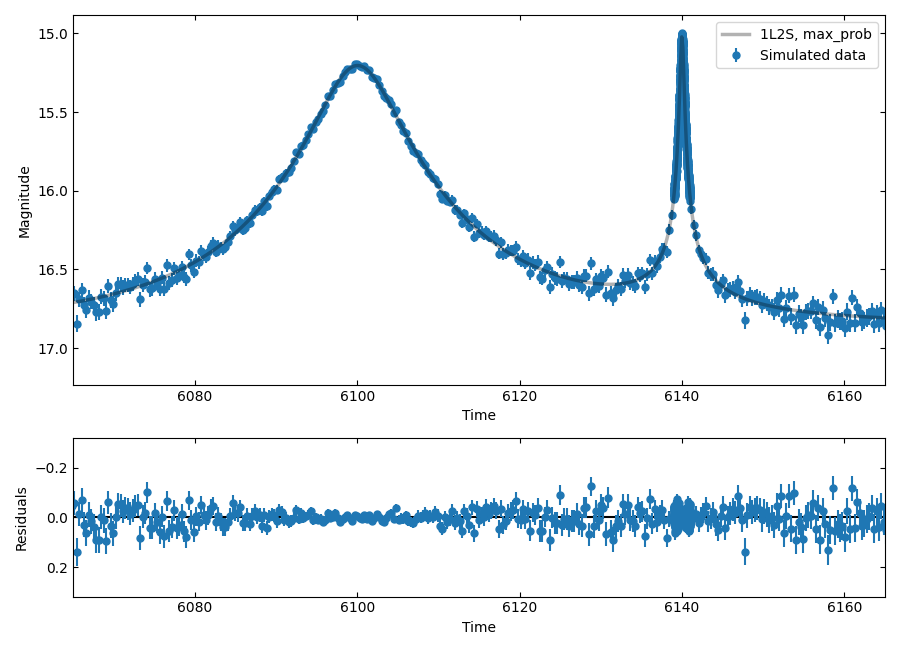 15.0
15.5
16.0
16.5
17.0
Magnitude
1L2S, max_prob
Simulated data
6080 6100 6120 6140 6160
Time
−0.2
0.0
0.2
Residuals
6080 6100 6120 6140 6160
Time